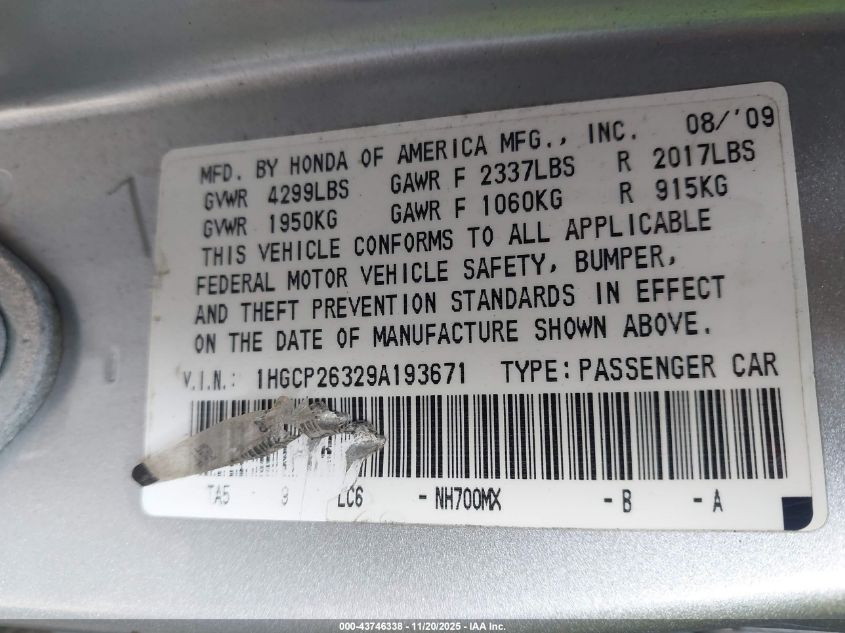 MFD. BY HONDA OF AMERICA MFG., INC. 08/'09
GVWR 4299LBS GAWR F 2337LBS R 2017LBS
GVWR 1950KG GAWR F 1060KG R 915KG
THIS VEHICLE CONFORMS TO ALL APPLICABLE
FEDERAL MOTOR VEHICLE SAFETY, BUMPER,
AND THEFT PREVENTION STANDARDS IN EFFECT
ON THE DATE OF MANUFACTURE SHOWN ABOVE.
V.I.N.: 1HGCP26329A193671 TYPE: PASSENGER CAR
TA5 9 LC6 - NH700MX - B - A
000-43746338 - 11/20/2025 - IAA Inc.